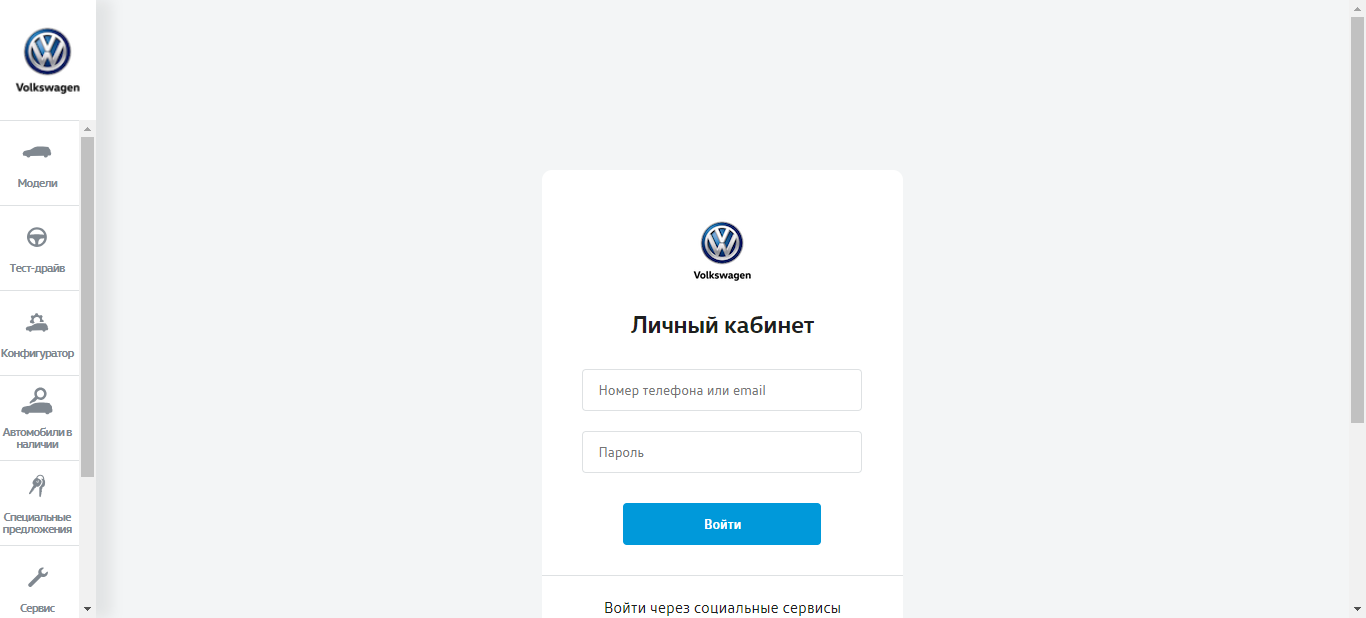 Volkswagen
Модели
Тест-драйв
Конфигуратор
Автомобили в
наличии
Специальные
предложения
Сервис
Volkswagen
Личный кабинет
Номер телефона или email
Пароль
Войти
Войти через социальные сервисы